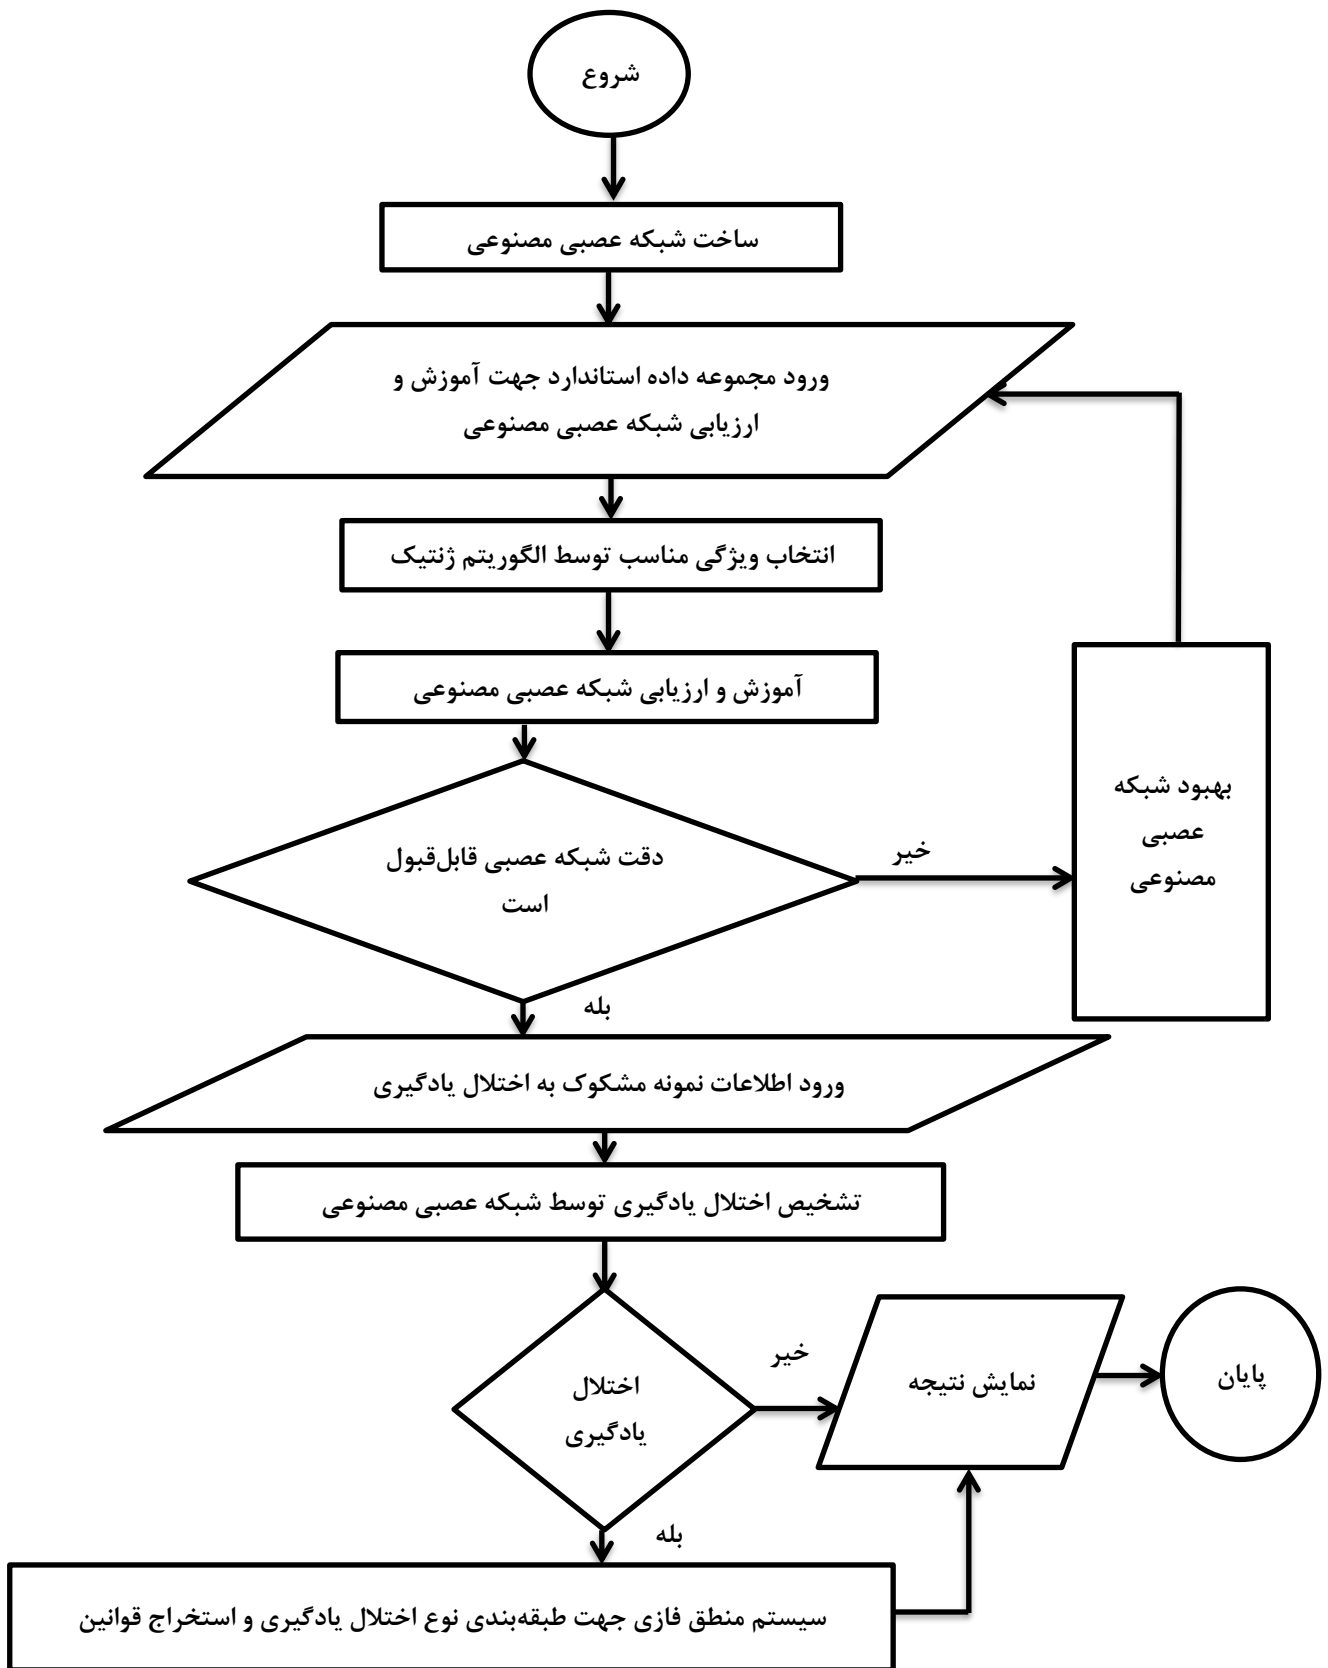 شروع
ساخت شبکه عصبی مصنوعی
ورود مجموعه داده استاندارد جهت آموزش و
ارزیابی شبکه عصبی مصنوعی
انتخاب ویژگی مناسب توسط الگوریتم ژنتیک
آموزش و ارزیابی شبکه عصبی مصنوعی
دقت شبکه عصبی قابل‌قبول
است
خیر
بهبود شبکه
عصبی
مصنوعی
بله
ورود اطلاعات نمونه مشکوک به اختلال یادگیری
تشخیص اختلال یادگیری توسط شبکه عصبی مصنوعی
اختلال
یادگیری
خیر
نمایش نتیجه
پایان
بله
سیستم منطق فازی جهت طبقه‌بندی نوع اختلال یادگیری و استخراج قوانین